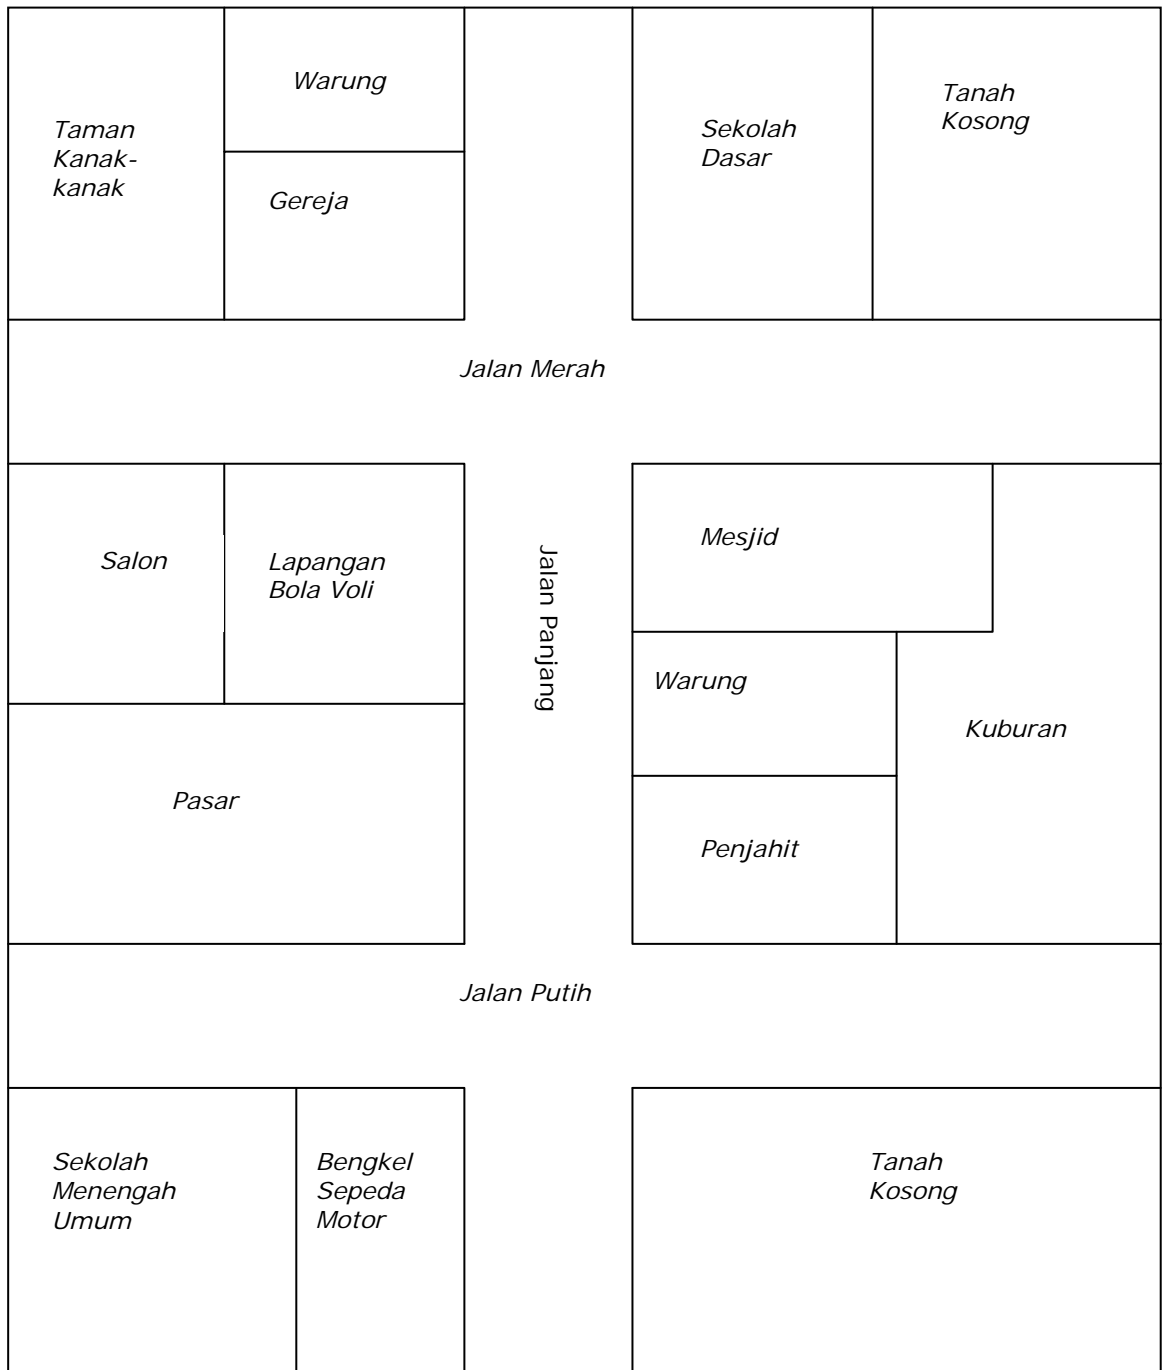 Warung
Taman
Kanak-
kanak
Gereja
Sekolah
Dasar
Tanah
Kosong
Jalan Merah
Salon
Lapangan
Bola Voli
Jalan Panjang
Mesjid
Warung
Kuburan
Pasar
Penjahit
Jalan Putih
Sekolah
Menengah
Umum
Bengkel
Sepeda
Motor
Tanah
Kosong